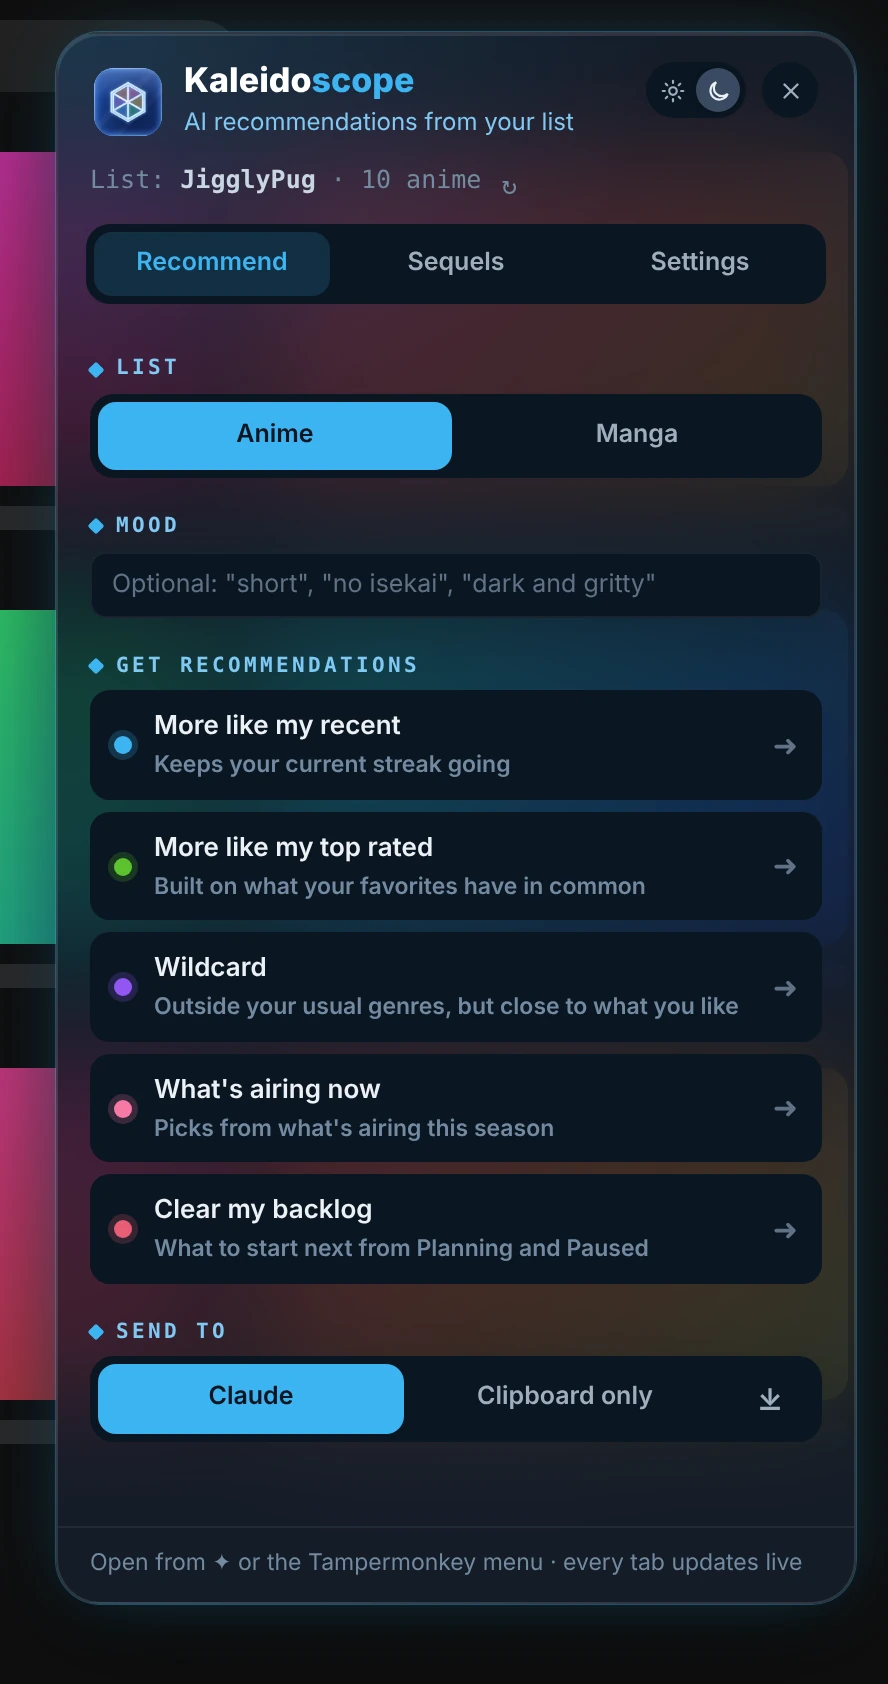 Kaleidoscope
AI recommendations from your list
List: JigglyPug · 10 anime ↻
Recommend Sequels Settings
LIST
Anime Manga
MOOD
Optional: "short", "no isekai", "dark and gritty"
GET RECOMMENDATIONS
More like my recent
Keeps your current streak going
More like my top rated
Built on what your favorites have in common
Wildcard
Outside your usual genres, but close to what you like
What's airing now
Picks from what's airing this season
Clear my backlog
What to start next from Planning and Paused
SEND TO
Claude Clipboard only
Open from ✦ or the Tampermonkey menu · every tab updates live